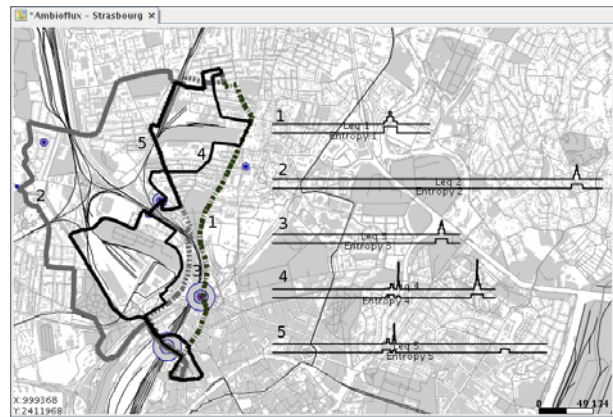 *Ambioflux - Strasbourg
1
Leq 1
Entropy 1
5
4
2
2
Leq 2
Entropy 2
1
3
Leq 3
Entropy 3
3
4
Leq 4
Entropy 4
5
Leq 5
Entropy 5
X:999368
Y:2411968
0